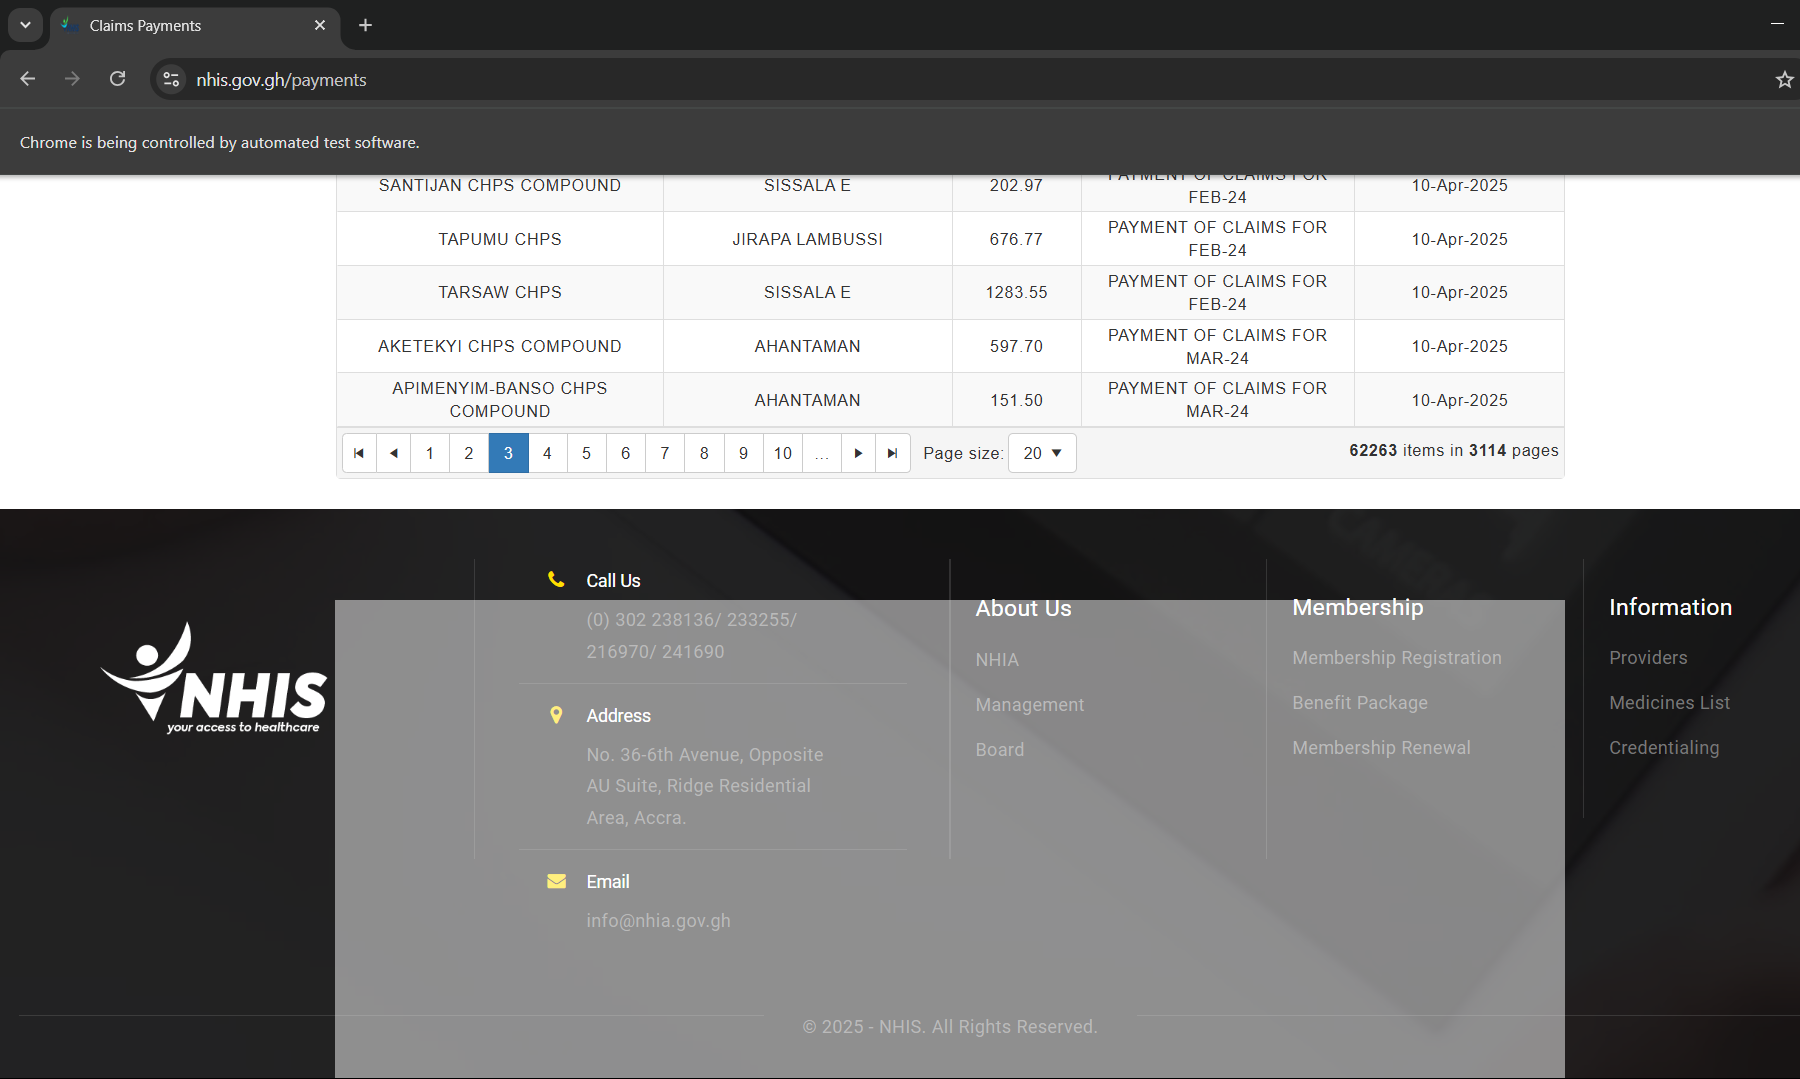 Claims Payments
nhis.gov.gh/payments
Chrome is being controlled by automated test software.
SANTIJAN CHPS COMPOUND SISSALA E 202.97 PAYMENT OF CLAIMS FOR FEB-24 10-Apr-2025
TAPUMU CHPS JIRAPA LAMBUSSI 676.77 PAYMENT OF CLAIMS FOR FEB-24 10-Apr-2025
TARSAW CHPS SISSALA E 1283.55 PAYMENT OF CLAIMS FOR FEB-24 10-Apr-2025
AKETEKYI CHPS COMPOUND AHANTAMAN 597.70 PAYMENT OF CLAIMS FOR MAR-24 10-Apr-2025
APIMENYIM-BANSO CHPS COMPOUND AHANTAMAN 151.50 PAYMENT OF CLAIMS FOR MAR-24 10-Apr-2025
1 2 3 4 5 6 7 8 9 10 ... Page size: 20 62263 items in 3114 pages
NHIS
your access to healthcare
Call Us
(0) 302 238136/ 233255/
216970/ 241690
Address
No. 36-6th Avenue, Opposite
AU Suite, Ridge Residential
Area, Accra.
Email
info@nhia.gov.gh
About Us
NHIA
Management
Board
Membership
Membership Registration
Benefit Package
Membership Renewal
Information
Providers
Medicines List
Credentialing
© 2025 - NHIS. All Rights Reserved.